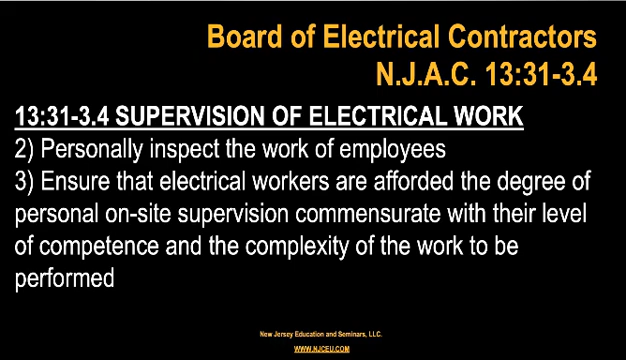 Board of Electrical Contractors
N.J.A.C. 13:31-3.4
13:31-3.4 SUPERVISION OF ELECTRICAL WORK
2) Personally inspect the work of employees
3) Ensure that electrical workers are afforded the degree of
personal on-site supervision commensurate with their level
of competence and the complexity of the work to be
performed
New Jersey Education and Seminars, LLC.
WWW.NJCEU.COM